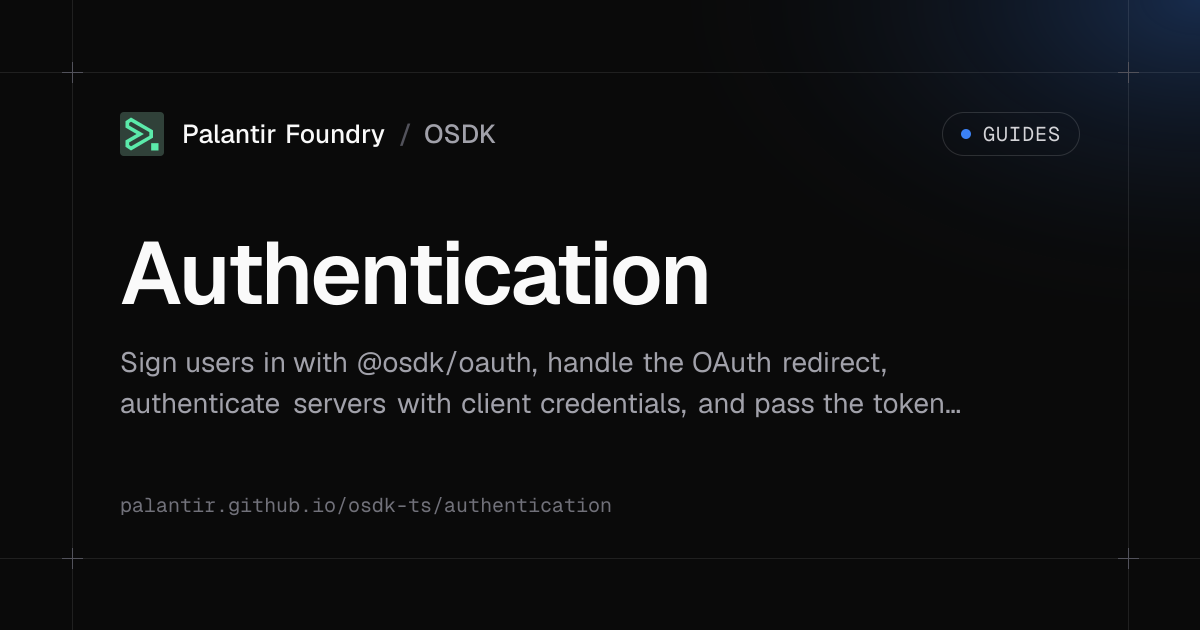 Palantir Foundry / OSDK
GUIDES
Authentication
Sign users in with @osdk/oauth, handle the OAuth redirect,
authenticate servers with client credentials, and pass the token…
palantir.github.io/osdk-ts/authentication